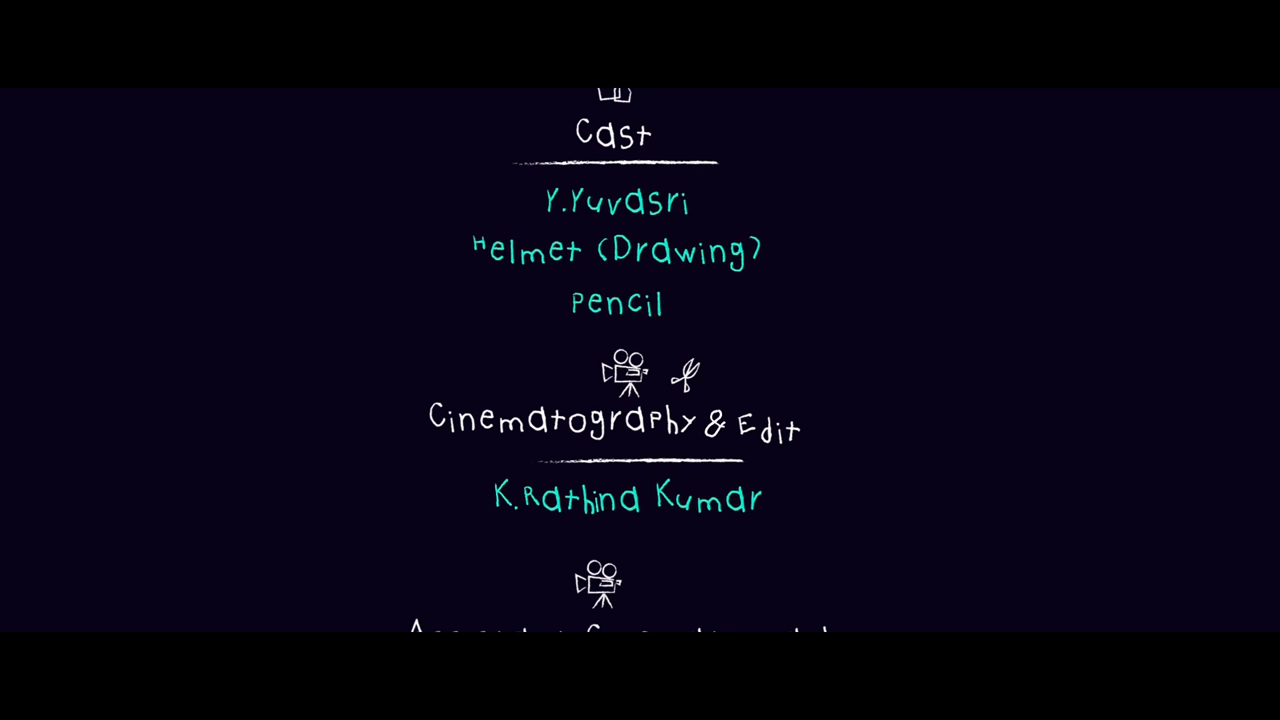 Cast
Y.Yuvasri
Helmet (Drawing)
Pencil
Cinematography & Edit
K.Rathina Kumar